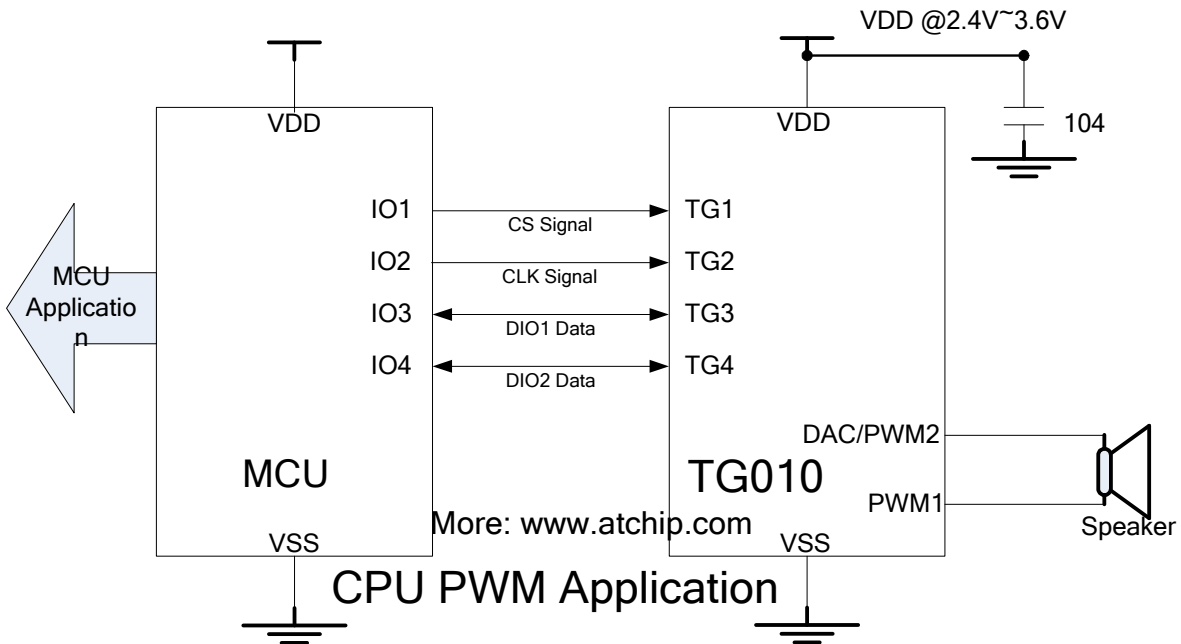 VDD @2.4V~3.6V
VDD
VDD
104
IO1
CS Signal
TG1
IO2
CLK Signal
TG2
MCU
Applicatio
n
IO3
DIO1 Data
TG3
IO4
DIO2 Data
TG4
DAC/PWM2
MCU
TG010
PWM1
More: www.atchip.com
Speaker
VSS
VSS
CPU PWM Application